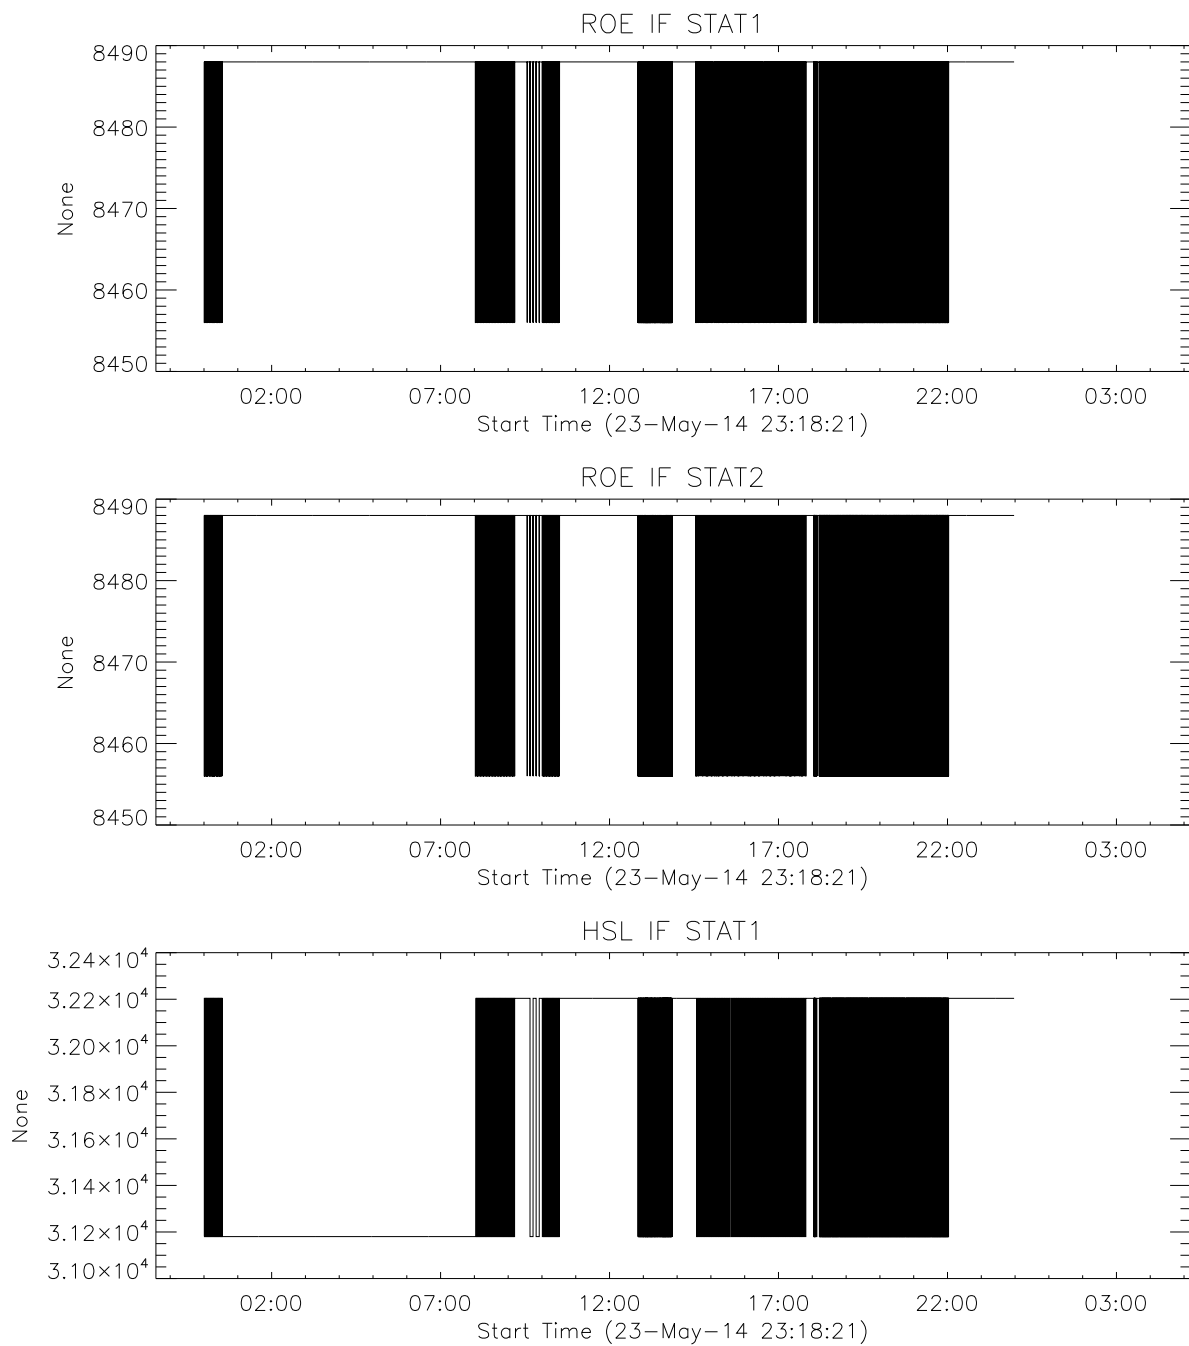 ROE IF STAT1
8490
8480
8470
8460
8450
None
02:00 07:00 12:00 17:00 22:00 03:00
Start Time (23-May-14 23:18:21)
ROE IF STAT2
8490
8480
8470
8460
8450
None
02:00 07:00 12:00 17:00 22:00 03:00
Start Time (23-May-14 23:18:21)
HSL IF STAT1
3.24×10⁴
3.22×10⁴
3.20×10⁴
3.18×10⁴
3.16×10⁴
3.14×10⁴
3.12×10⁴
3.10×10⁴
None
02:00 07:00 12:00 17:00 22:00 03:00
Start Time (23-May-14 23:18:21)